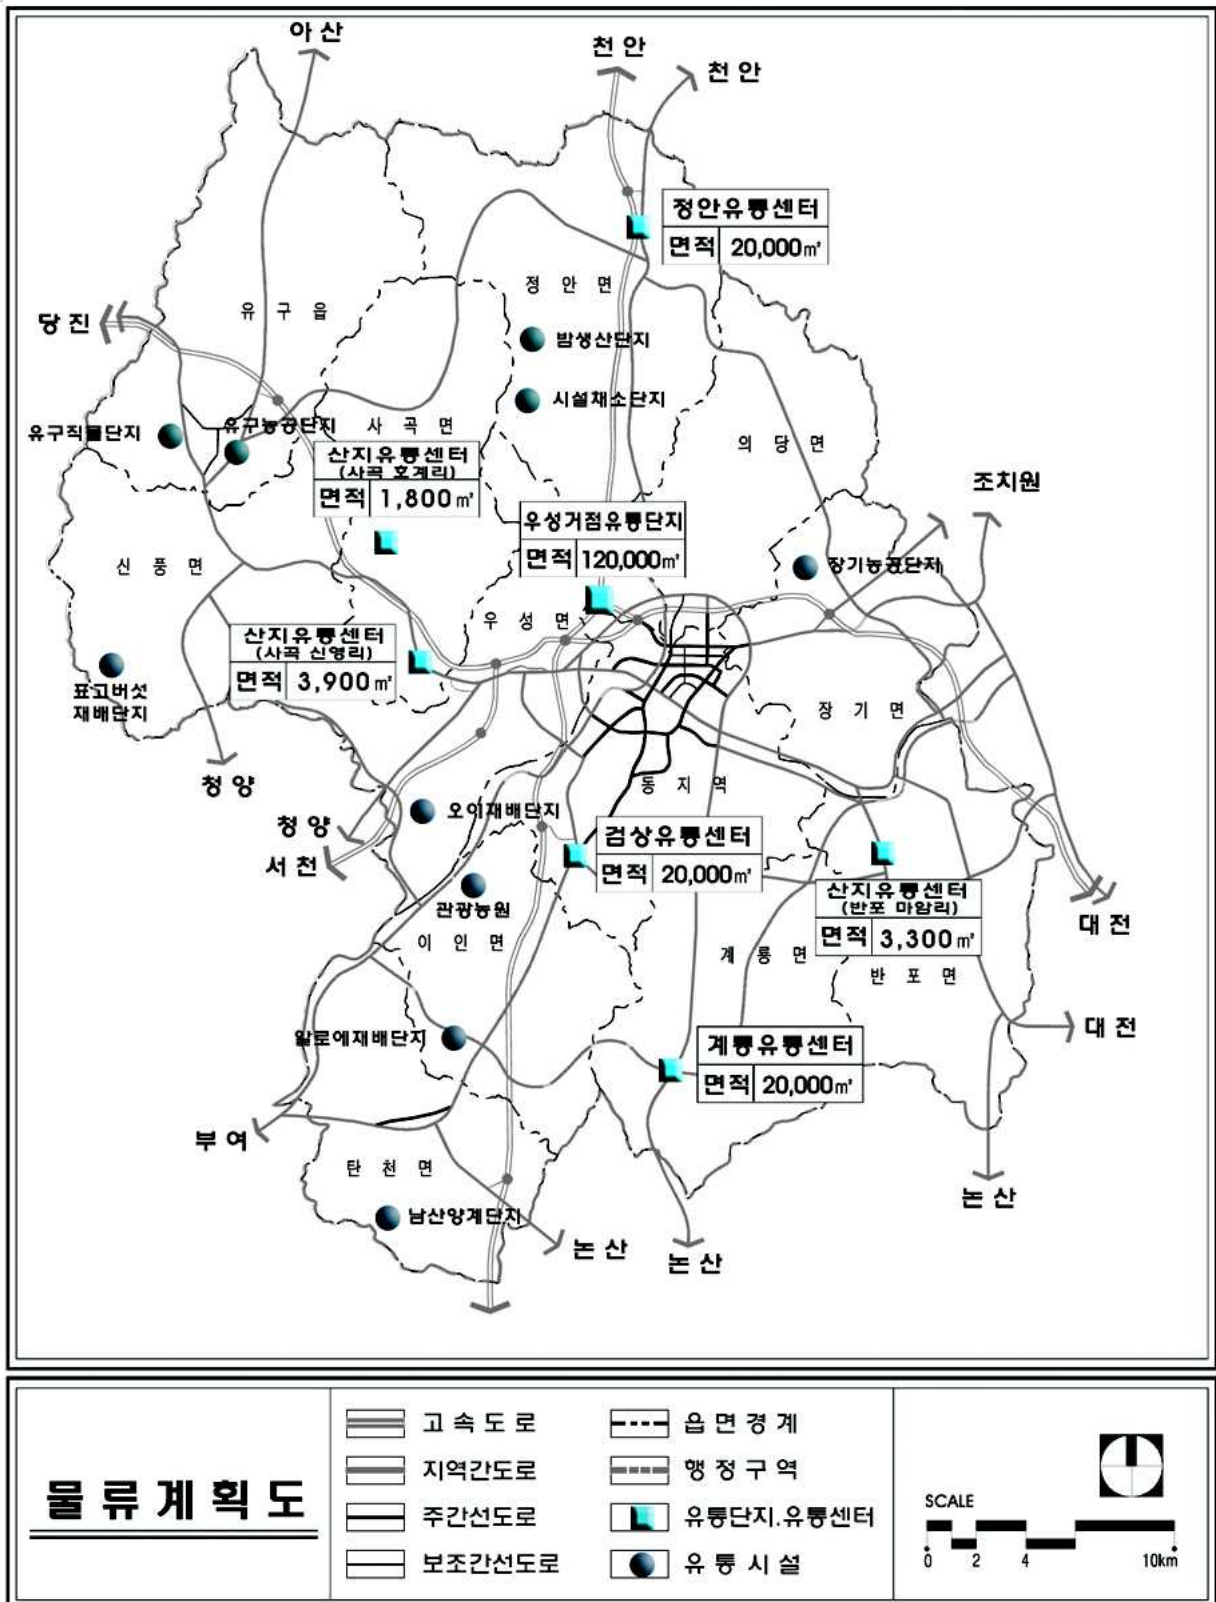 아산
천안
천안
정안유통센터
면적 20,000㎡
정안면
유구읍
당진
밤생산단지
시설채소단지
유구직물단지
유구농공단지
사곡면
의당면
산지유통센터
(사곡 호계리)
면적 1,800㎡
조치원
우성거점유통단지
면적 120,000㎡
신풍면
장기농공단지
우성면
산지유통센터
(사곡 신영리)
면적 3,900㎡
표고버섯
재배단지
장기면
청양
동지역
오이재배단지
청양
서천
검상유통센터
면적 20,000㎡
관광농원
산지유통센터
(반포 마암리)
면적 3,300㎡
대전
이인면
계룡면
반포면
알로에재배단지
대전
계룡유통센터
면적 20,000㎡
부여
탄천면
논산
남산양계단지
논산
논산
물류계획도
고속도로
지역간도로
주간선도로
보조간선도로
읍면경계
행정구역
유통단지.유통센터
유통시설
SCALE
0 2 4 10km